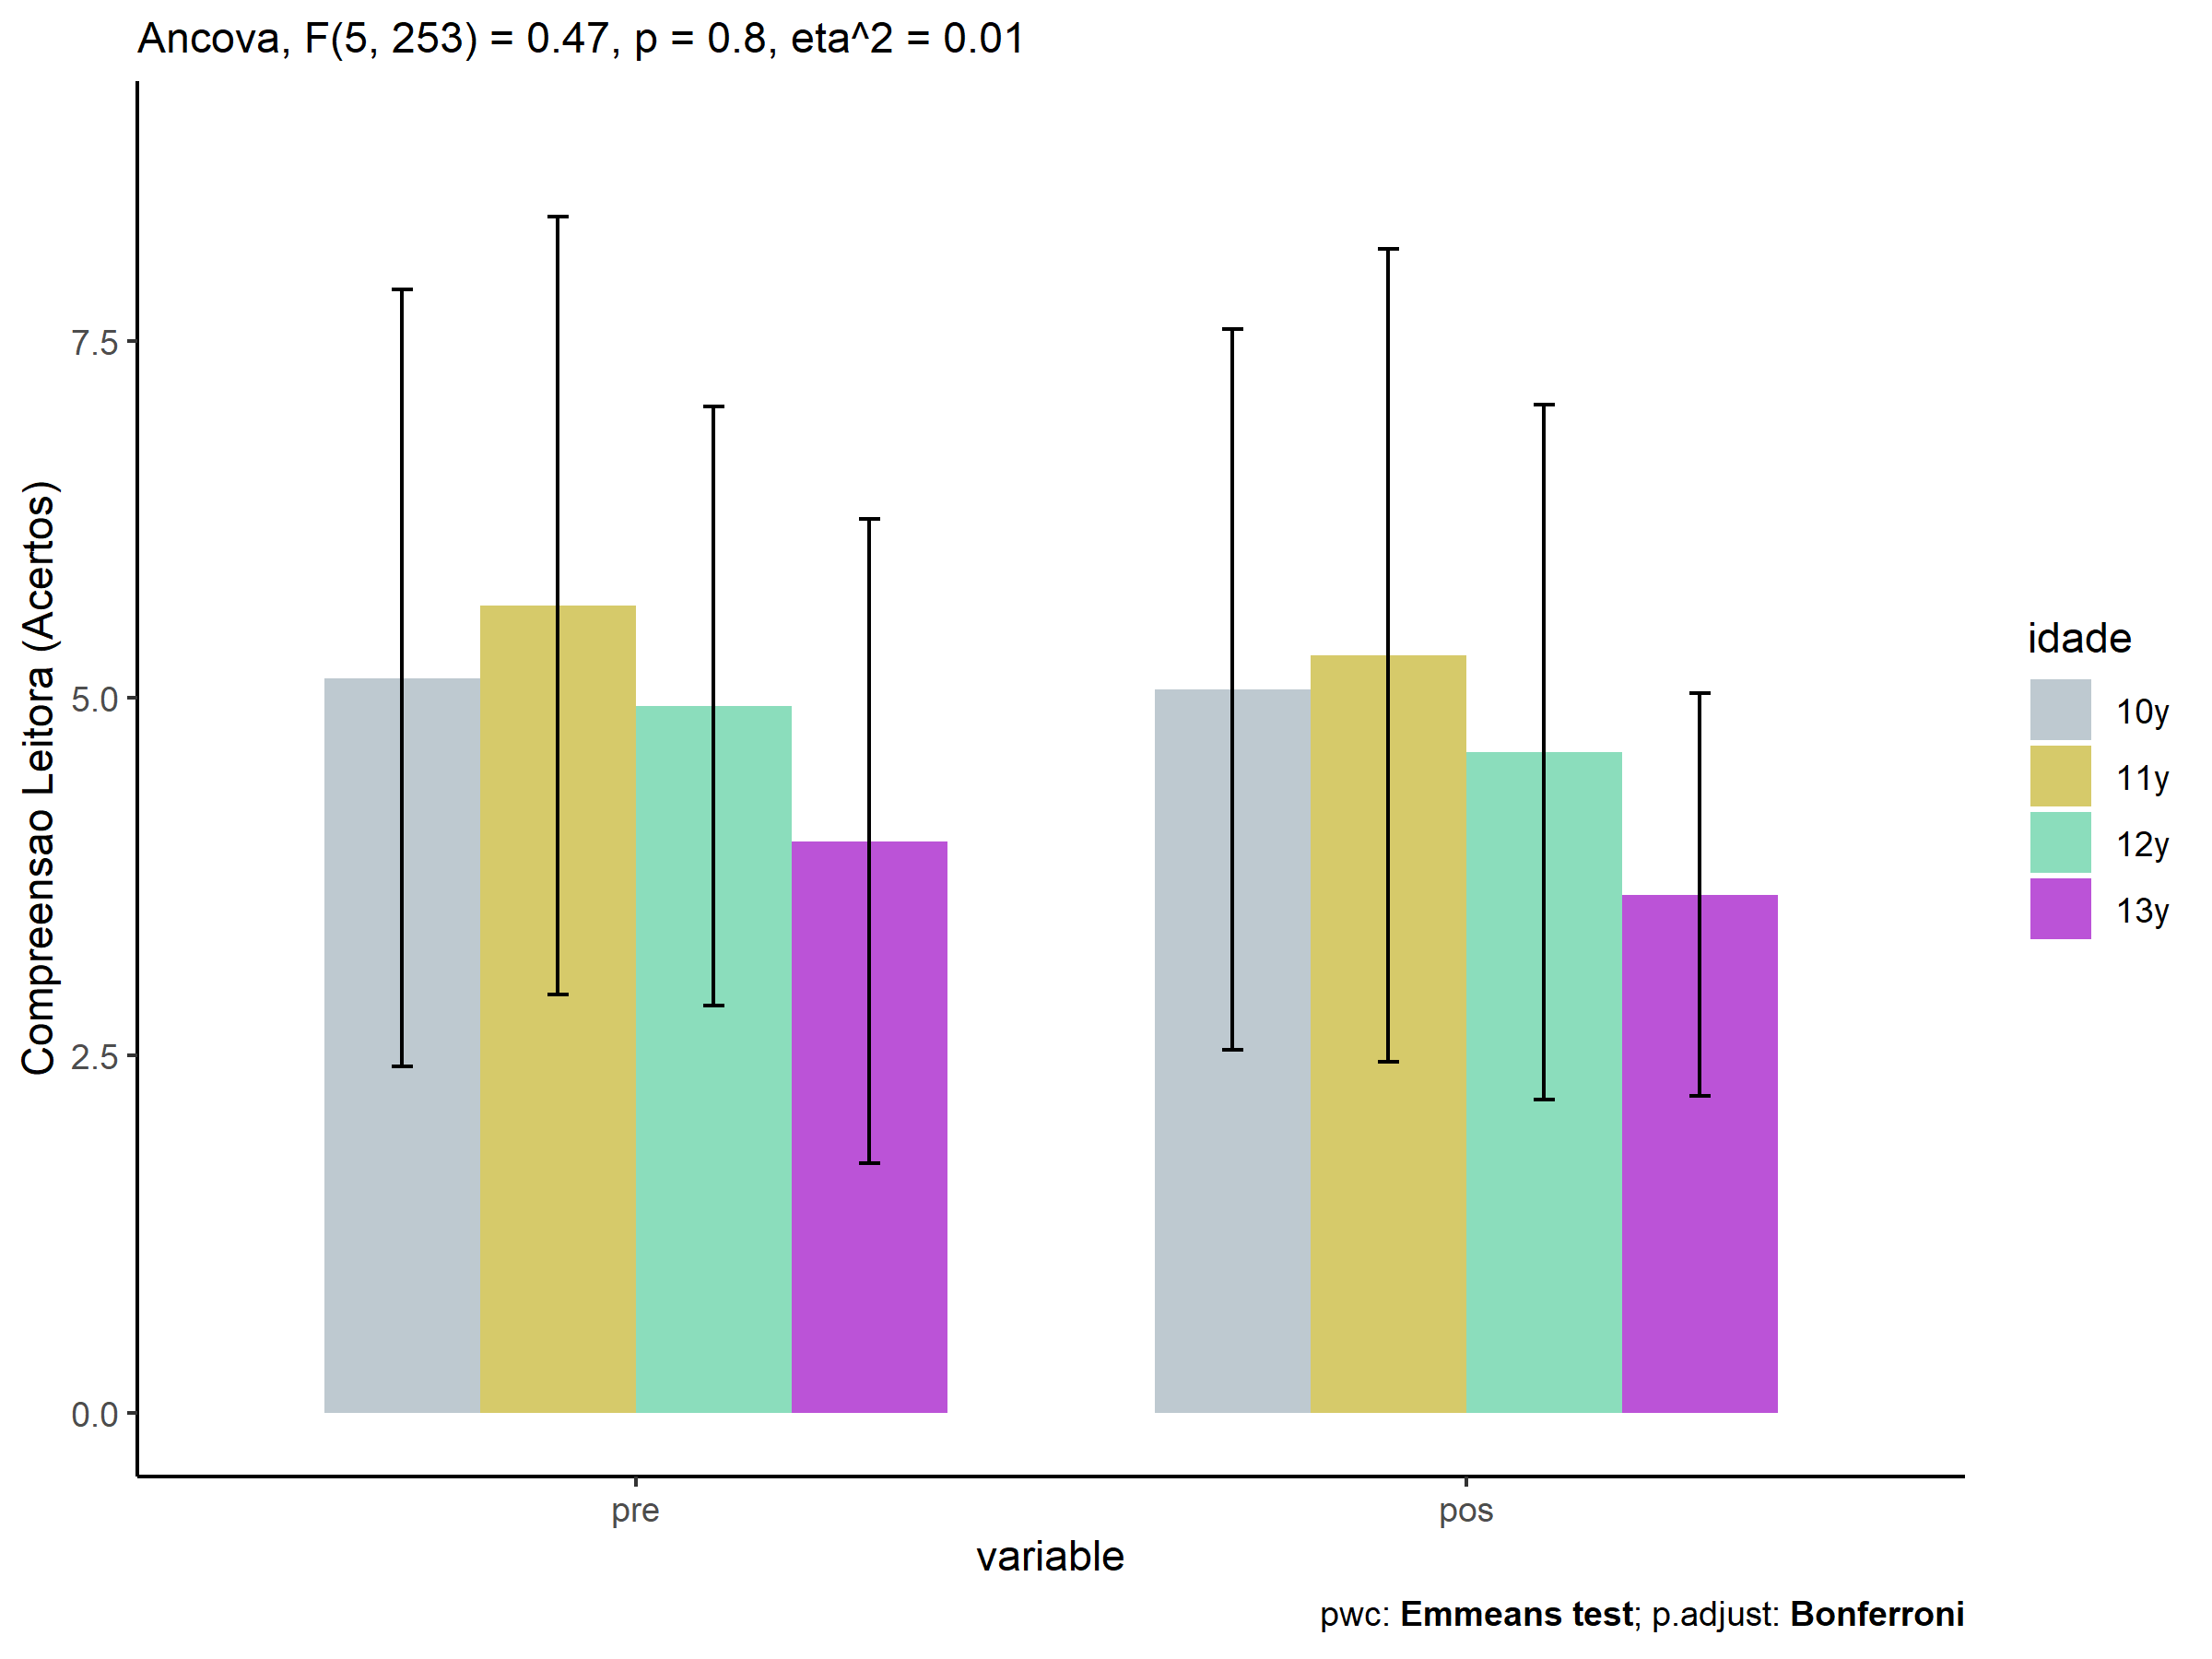 Ancova, F(5, 253) = 0.47, p = 0.8, eta^2 = 0.01
Compreensao Leitora (Acertos)
7.5
5.0
2.5
0.0
pre
pos
variable
idade
10y
11y
12y
13y
pwc: Emmeans test; p.adjust: Bonferroni